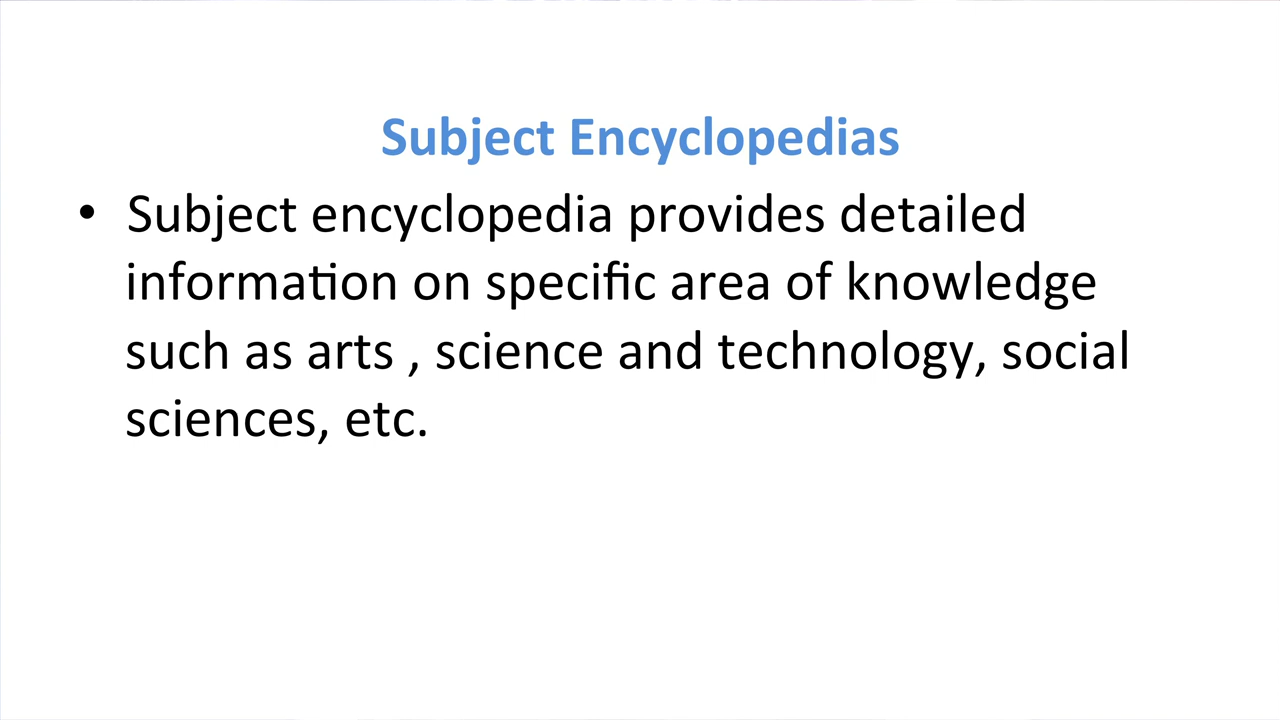 Subject Encyclopedias
• Subject encyclopedia provides detailed
information on specific area of knowledge
such as arts , science and technology, social
sciences, etc.